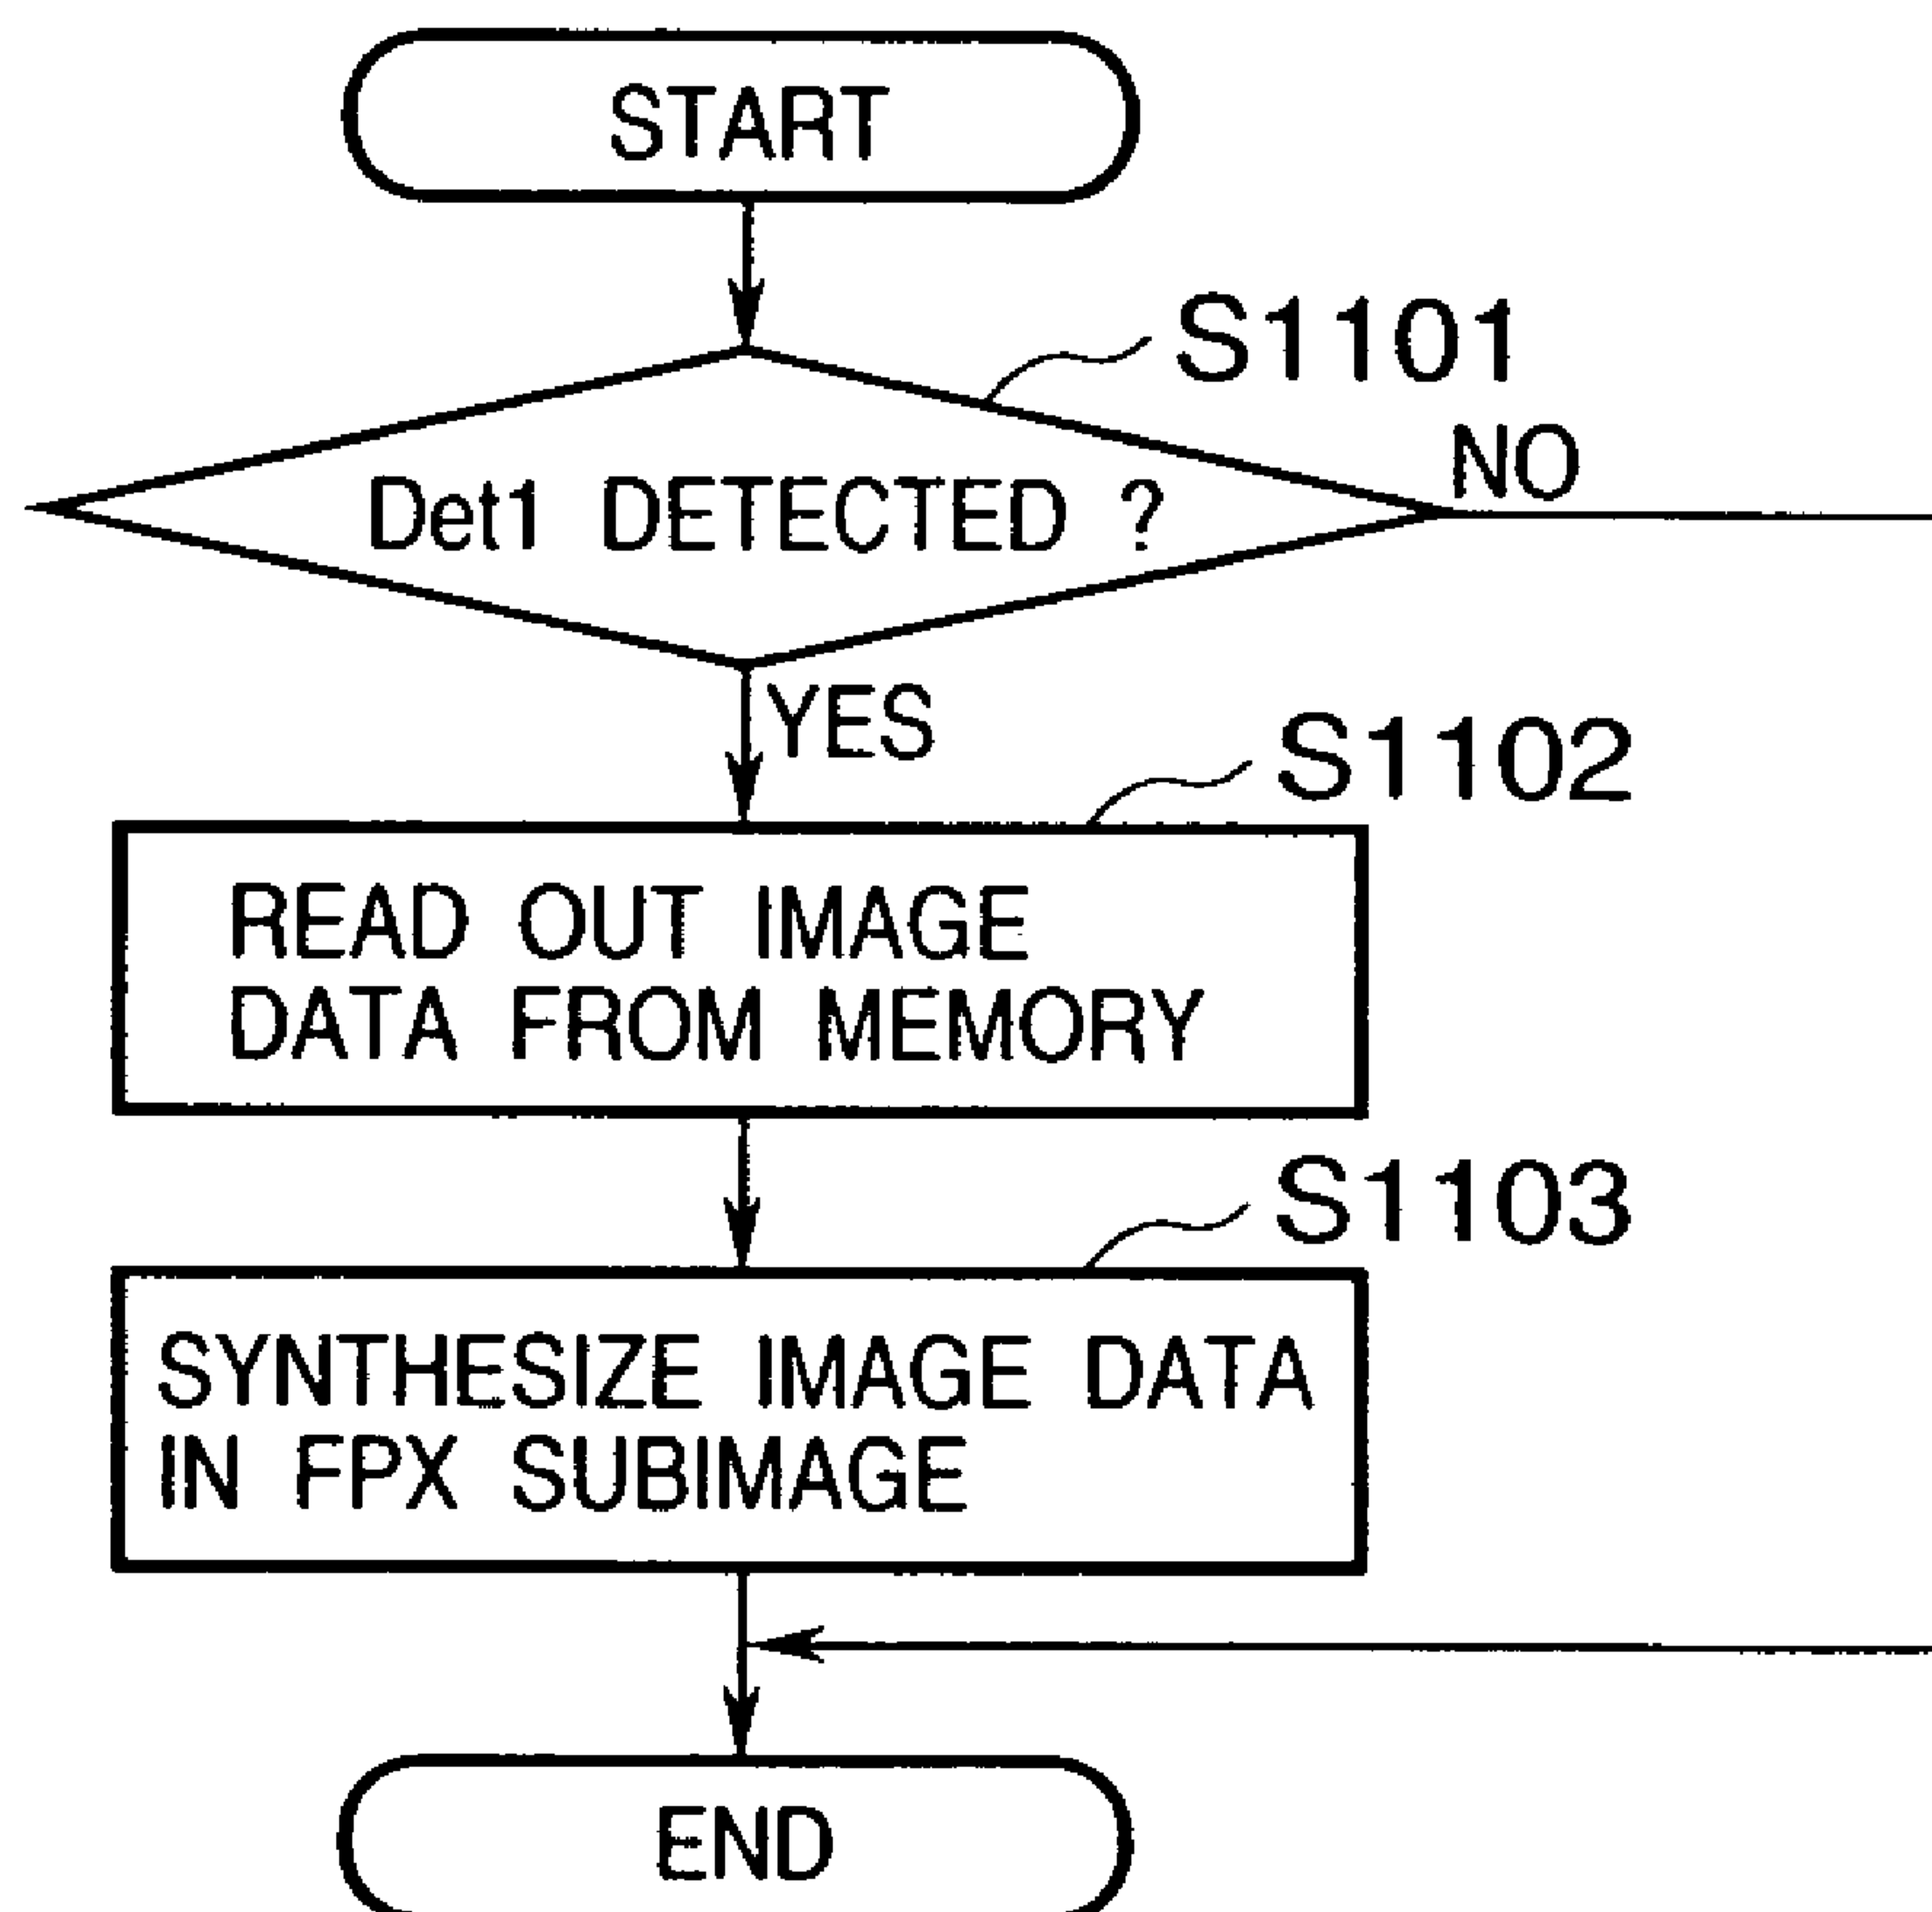 START
S1101
NO
Det1 DETECTED ?
YES
S1102
READ OUT IMAGE
DATA FROM MEMORY
S1103
SYNTHESIZE IMAGE DATA
IN FPX SUBIMAGE
END